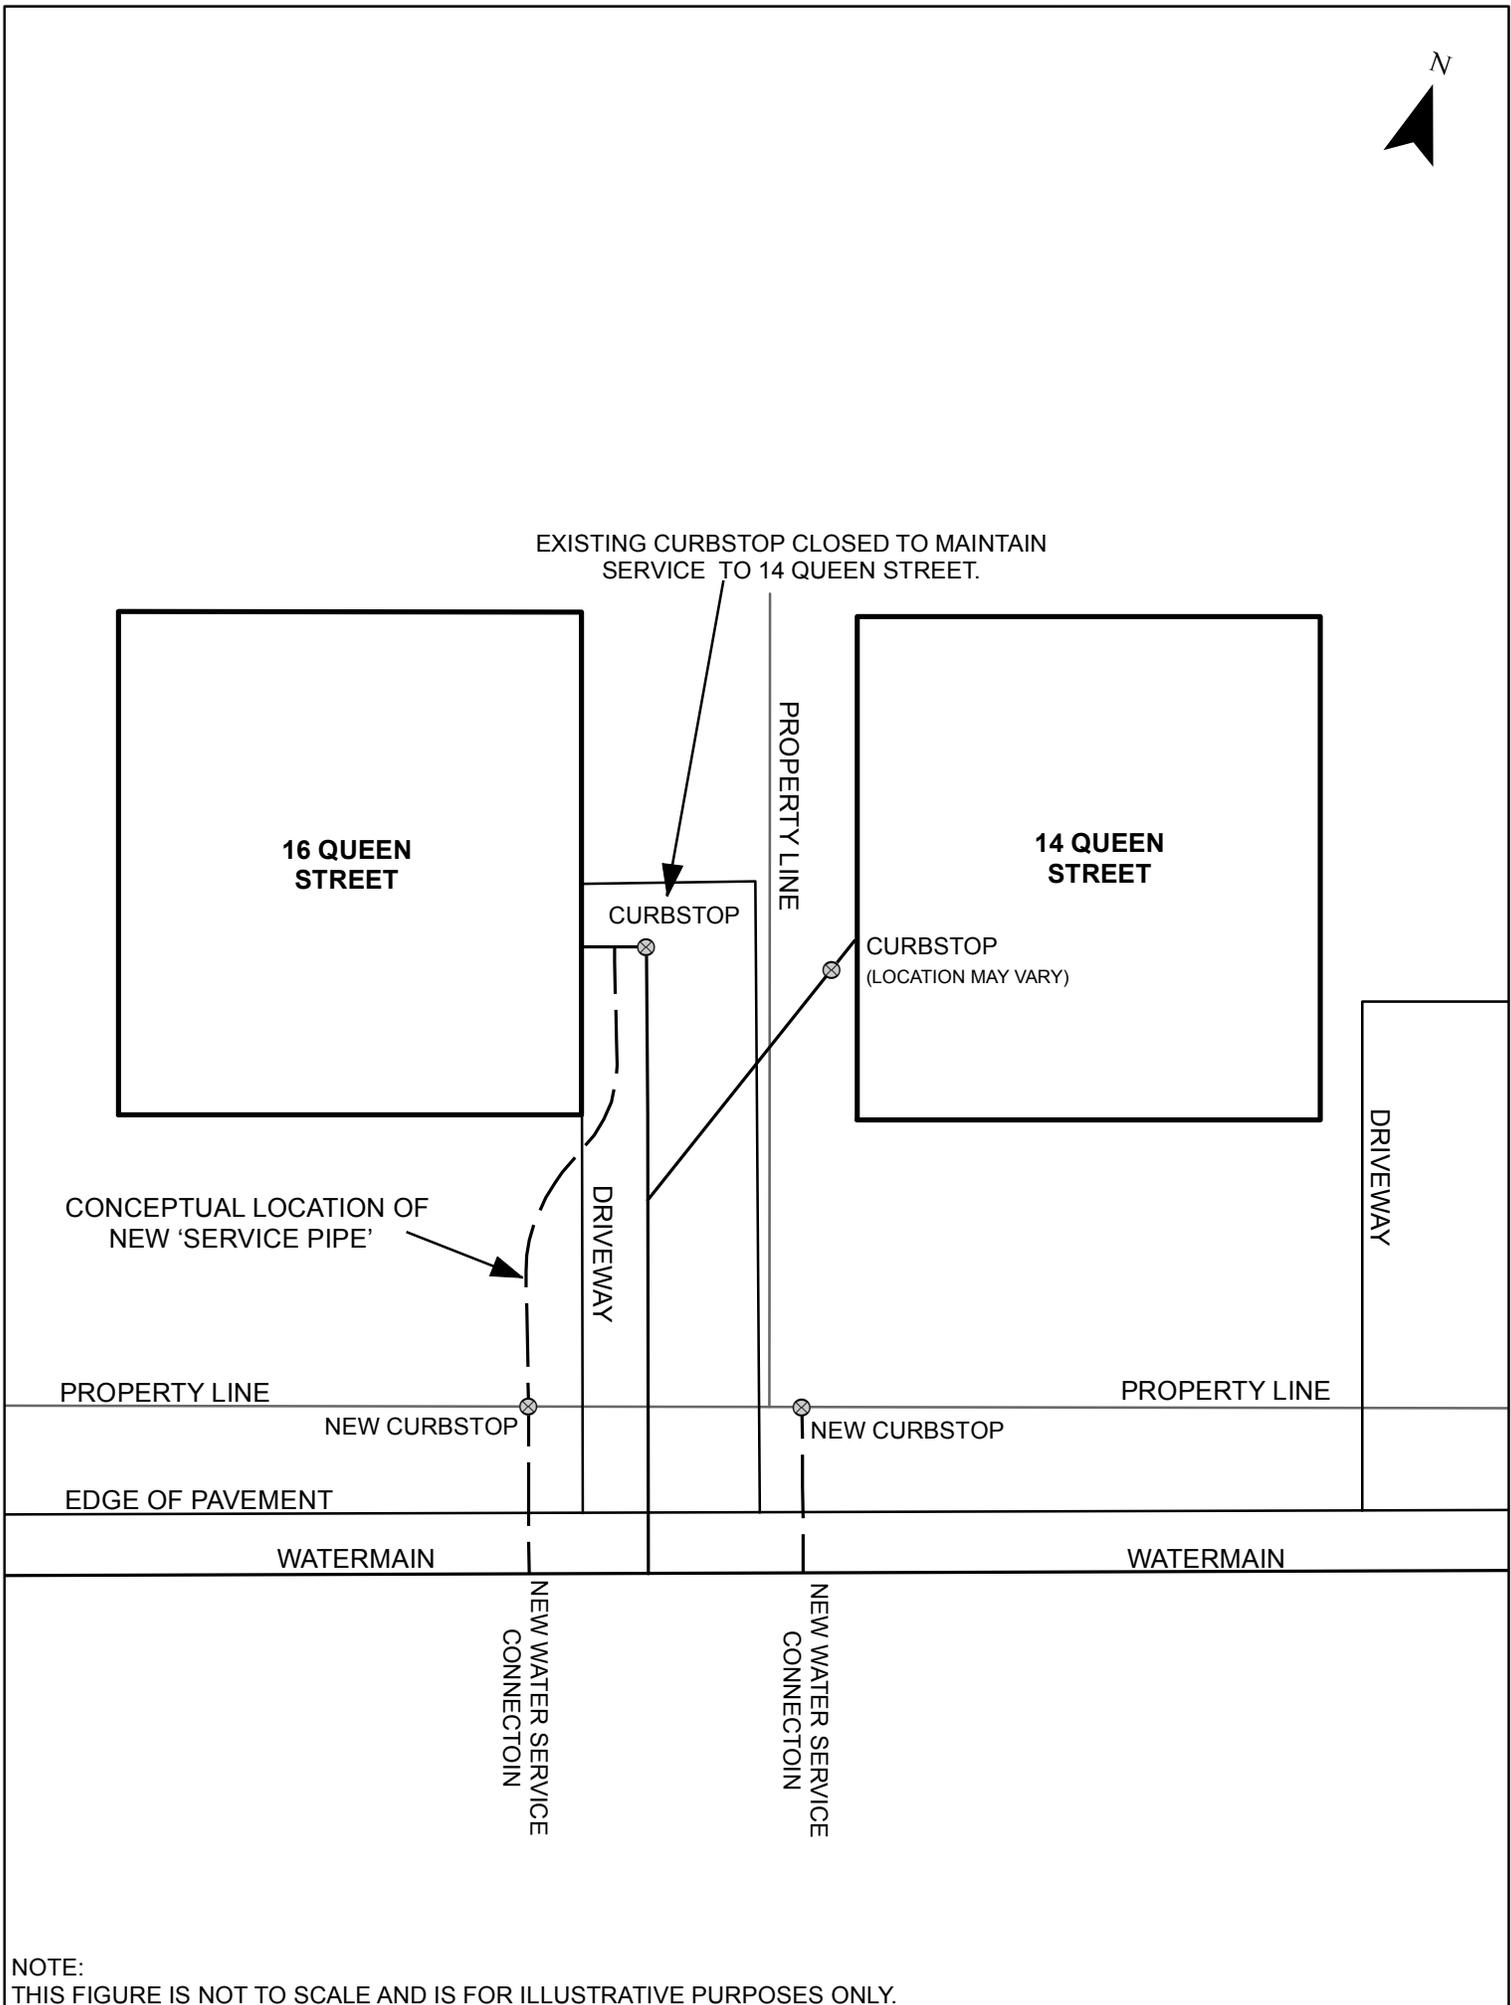 N
EXISTING CURBSTOP CLOSED TO MAINTAIN
SERVICE TO 14 QUEEN STREET.
PROPERTY LINE
16 QUEEN
STREET
14 QUEEN
STREET
CURBSTOP
CURBSTOP
(LOCATION MAY VARY)
DRIVEWAY
CONCEPTUAL LOCATION OF
NEW ‘SERVICE PIPE’
DRIVEWAY
PROPERTY LINE
PROPERTY LINE
NEW CURBSTOP
NEW CURBSTOP
EDGE OF PAVEMENT
WATERMAIN
WATERMAIN
NEW WATER SERVICE
CONNECTOIN
NEW WATER SERVICE
CONNECTOIN
NOTE:
THIS FIGURE IS NOT TO SCALE AND IS FOR ILLUSTRATIVE PURPOSES ONLY.